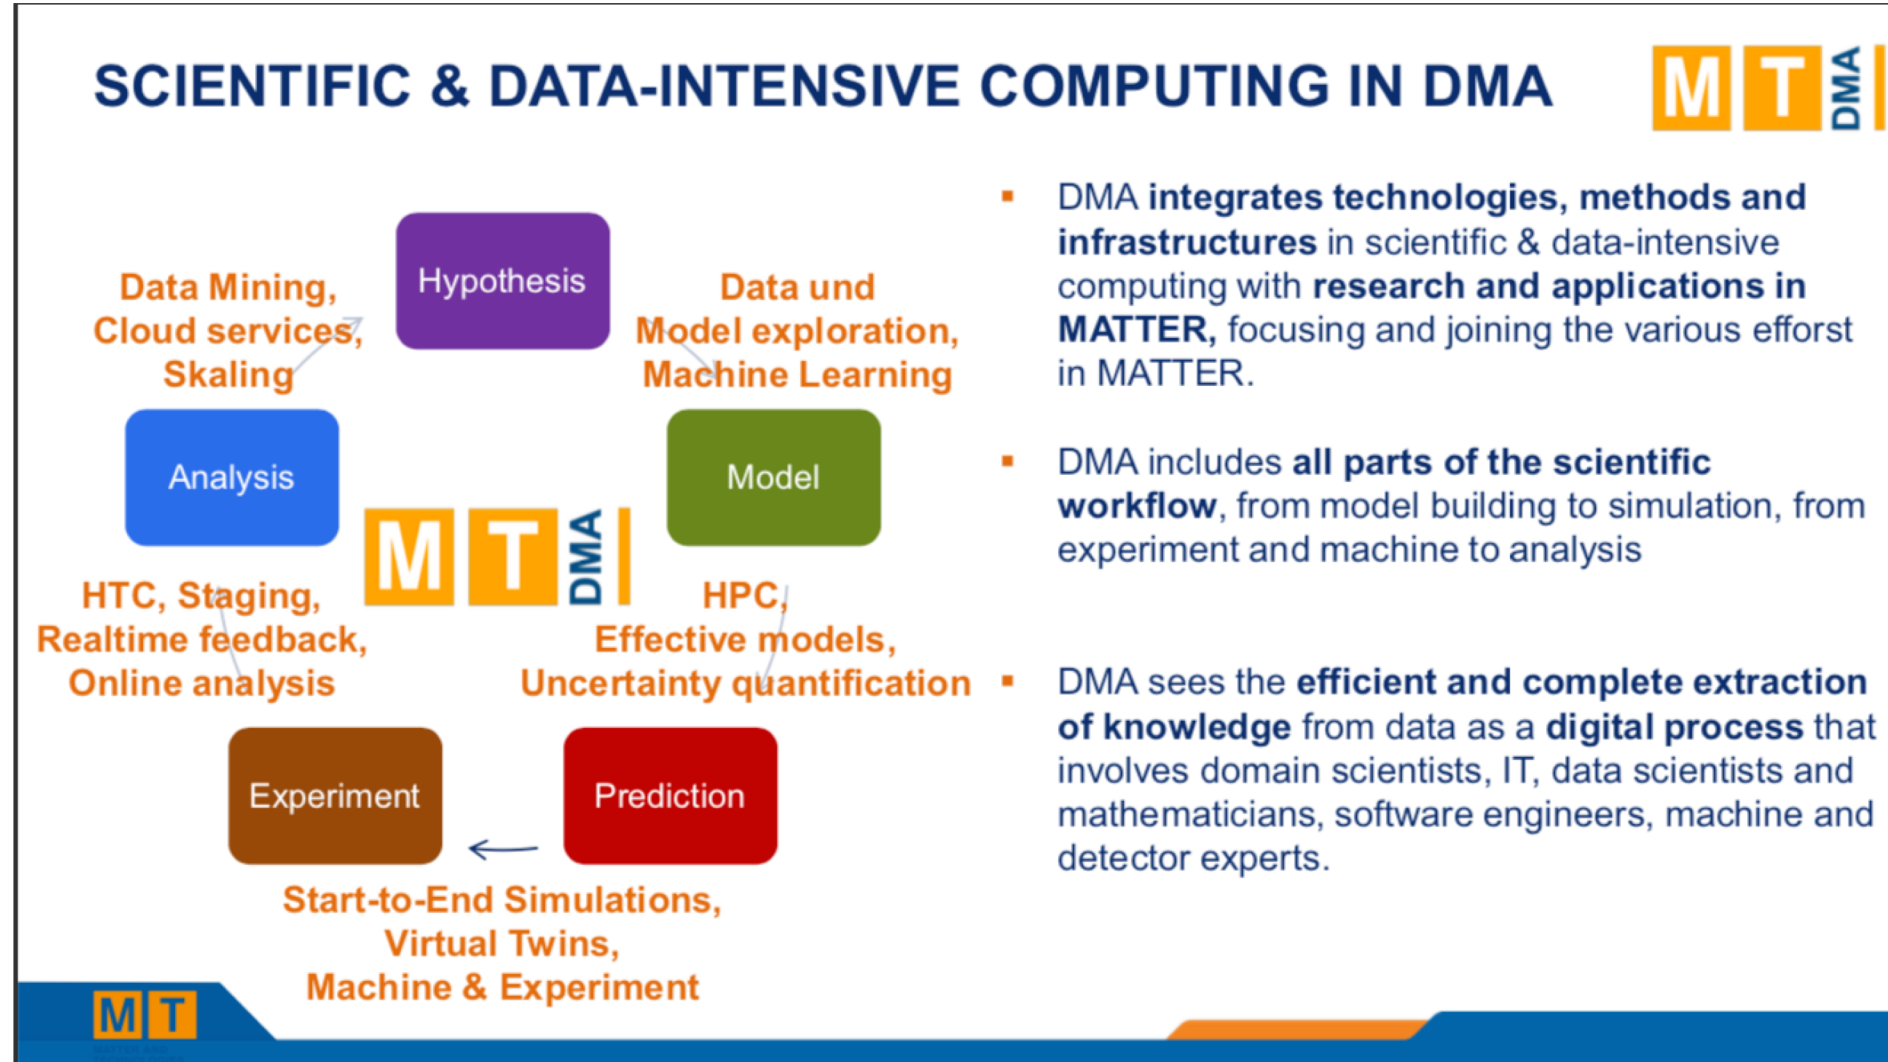 SCIENTIFIC & DATA-INTENSIVE COMPUTING IN DMA
M T DMA
Hypothesis
Data Mining,
Cloud services,
Skaling
Data und
Model exploration,
Machine Learning
Analysis
Model
M T DMA
HTC, Staging,
Realtime feedback,
Online analysis
HPC,
Effective models,
Uncertainty quantification
Experiment
Prediction
Start-to-End Simulations,
Virtual Twins,
Machine & Experiment
DMA integrates technologies, methods and
infrastructures in scientific & data-intensive
computing with research and applications in
MATTER, focusing and joining the various efforst
in MATTER.
DMA includes all parts of the scientific
workflow, from model building to simulation, from
experiment and machine to analysis
DMA sees the efficient and complete extraction
of knowledge from data as a digital process that
involves domain scientists, IT, data scientists and
mathematicians, software engineers, machine and
detector experts.
M T